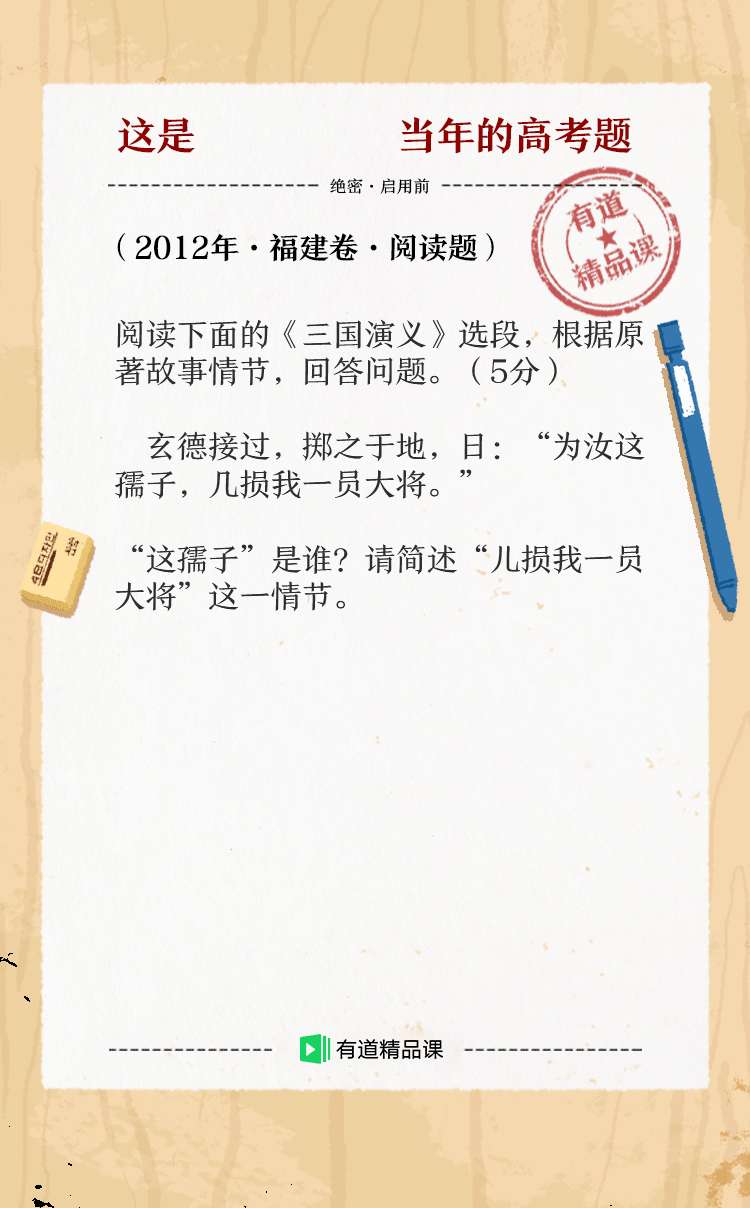 这是 当年的高考题
绝密·启用前
有道
精品课
（2012年·福建卷·阅读题）
阅读下面的《三国演义》选段，根据原
著故事情节，回答问题。（5分）
玄德接过，掷之于地，日：“为汝这
孺子，几损我一员大将。”
“这孺子”是谁？请简述“儿损我一员
大将”这一情节。
有道精品课